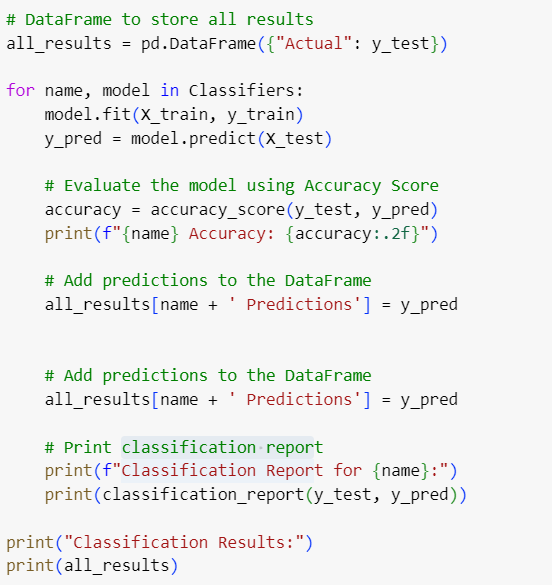 # DataFrame to store all results
all_results = pd.DataFrame({"Actual": y_test})

for name, model in Classifiers:
    model.fit(X_train, y_train)
    y_pred = model.predict(X_test)

    # Evaluate the model using Accuracy Score
    accuracy = accuracy_score(y_test, y_pred)
    print(f"{name} Accuracy: {accuracy:.2f}")

    # Add predictions to the DataFrame
    all_results[name + ' Predictions'] = y_pred


    # Add predictions to the DataFrame
    all_results[name + ' Predictions'] = y_pred

    # Print classification report
    print(f"Classification Report for {name}:")
    print(classification_report(y_test, y_pred))

print("Classification Results:")
print(all_results)